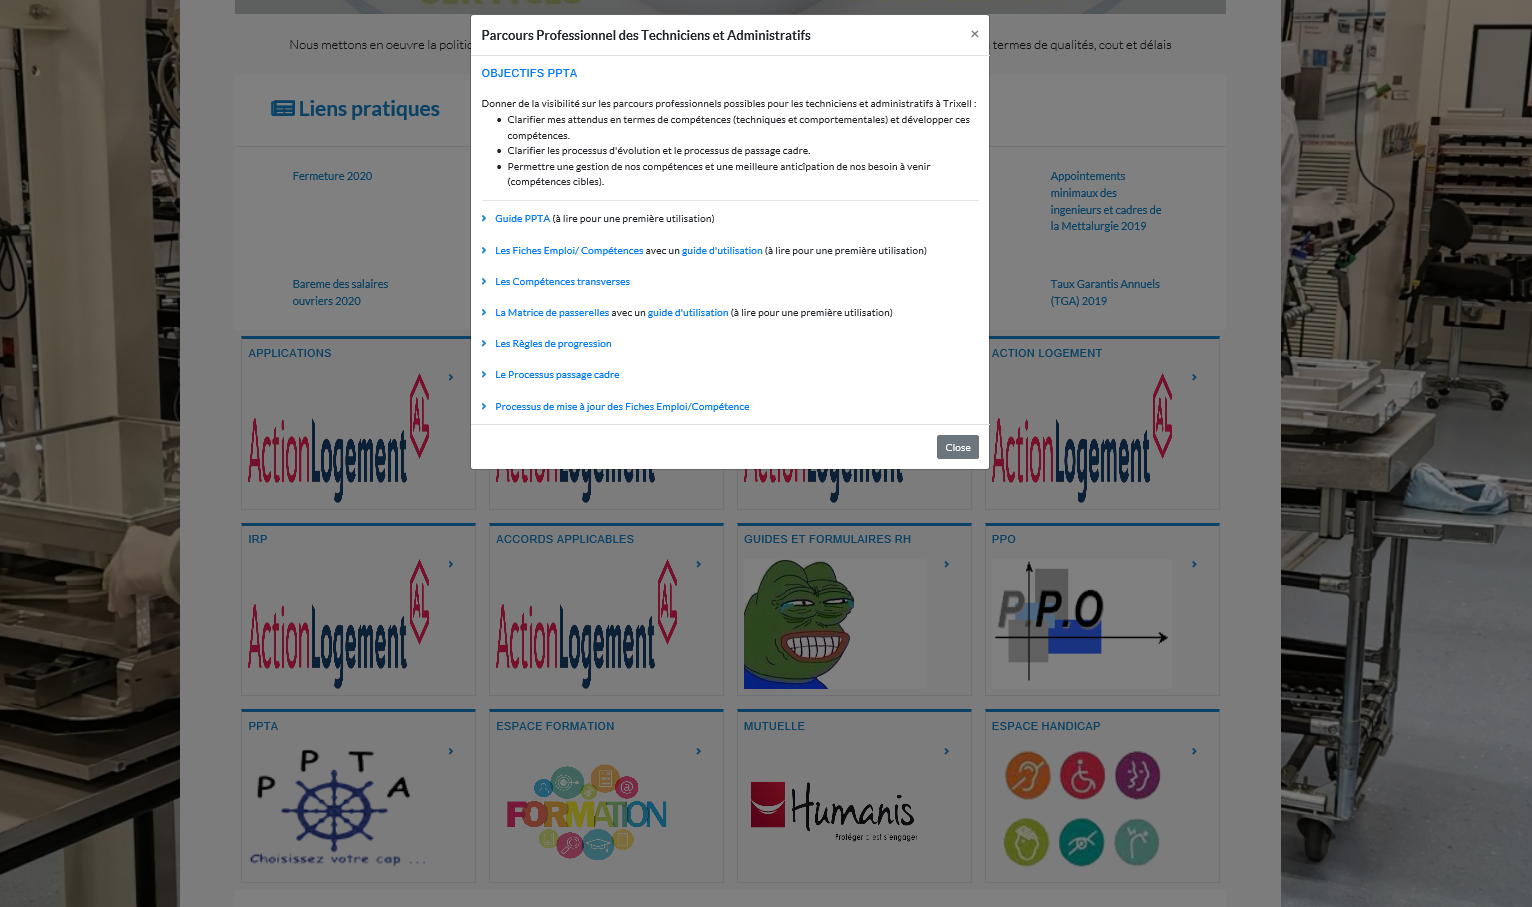 Parcours Professionnel des Techniciens et Administratifs
×
OBJECTIFS PPTA
Donner de la visibilité sur les parcours professionnels possibles pour les techniciens et administratifs à Trixell :
Clarifier mes attendus en termes de compétences (techniques et comportementales) et développer ces
compétences.
Clarifier les processus d'évolution et le processus de passage cadre.
Permettre une gestion de nos compétences et une meilleure anticîpation de nos besoin à venir
(compétences cibles).
Guide PPTA (à lire pour une première utilisation)
Les Fiches Emploi/ Compétences avec un guide d'utilisation (à lire pour une première utilisation)
Les Compétences transverses
La Matrice de passerelles avec un guide d'utilisation (à lire pour une première utilisation)
Les Règles de progression
Le Processus passage cadre
Processus de mise à jour des Fiches Emploi/Compétence
Close
Nous mettons en oeuvre la
termes de qualités, cout et délais
Liens pratiques
Fermeture 2020
Appointements
minimaux des
ingenieurs et cadres de
la Mettalurgie 2019
Bareme des salaires
ouvriers 2020
Taux Garantis Annuels
(TGA) 2019
APPLICATIONS
ACTION LOGEMENT
ActionLogement AL
ActionLogement
ActionLogement
ActionLogement AL
IRP
ACCORDS APPLICABLES
GUIDES ET FORMULAIRES RH
PPO
ActionLogement AL
ActionLogement AL
P.P.O
PPTA
ESPACE FORMATION
MUTUELLE
ESPACE HANDICAP
P P T A
Choisissez votre cap ...
FORMATION
Humanis
Protéger c'est s'engager